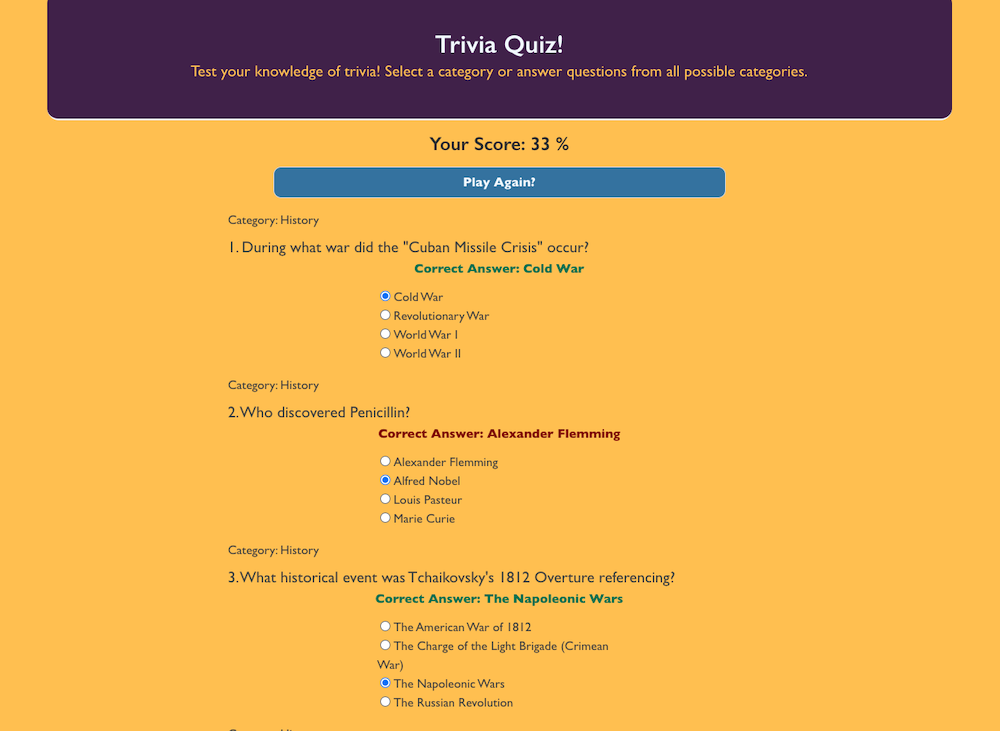 Trivia Quiz!
Test your knowledge of trivia! Select a category or answer questions from all possible categories.
Your Score: 33 %
Play Again?
Category: History
1. During what war did the "Cuban Missile Crisis" occur?
Correct Answer: Cold War
Cold War
Revolutionary War
World War I
World War II
Category: History
2. Who discovered Penicillin?
Correct Answer: Alexander Flemming
Alexander Flemming
Alfred Nobel
Louis Pasteur
Marie Curie
Category: History
3. What historical event was Tchaikovsky's 1812 Overture referencing?
Correct Answer: The Napoleonic Wars
The American War of 1812
The Charge of the Light Brigade (Crimean
War)
The Napoleonic Wars
The Russian Revolution